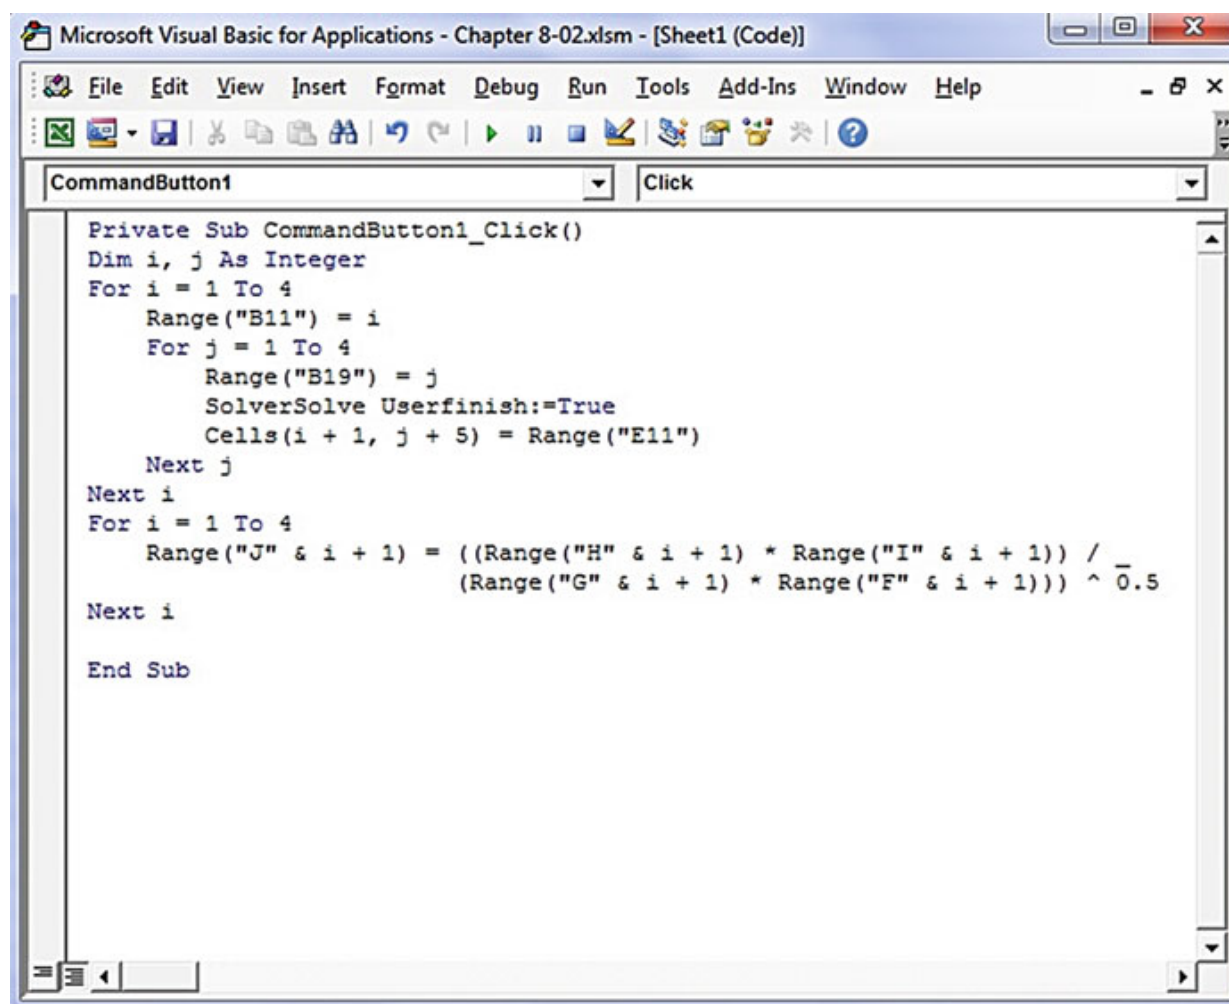 Microsoft Visual Basic for Applications - Chapter 8-02.xlsm - [Sheet1 (Code)]
File Edit View Insert Format Debug Run Tools Add-Ins Window Help
CommandButton1 Click
Private Sub CommandButton1_Click()
Dim i, j As Integer
For i = 1 To 4
    Range("B11") = i
    For j = 1 To 4
        Range("B19") = j
        SolverSolve Userfinish:=True
        Cells(i + 1, j + 5) = Range("E11")
    Next j
Next i
For i = 1 To 4
    Range("J" & i + 1) = ((Range("H" & i + 1) * Range("I" & i + 1)) / _
                         (Range("G" & i + 1) * Range("F" & i + 1))) ^ 0.5
Next i
End Sub